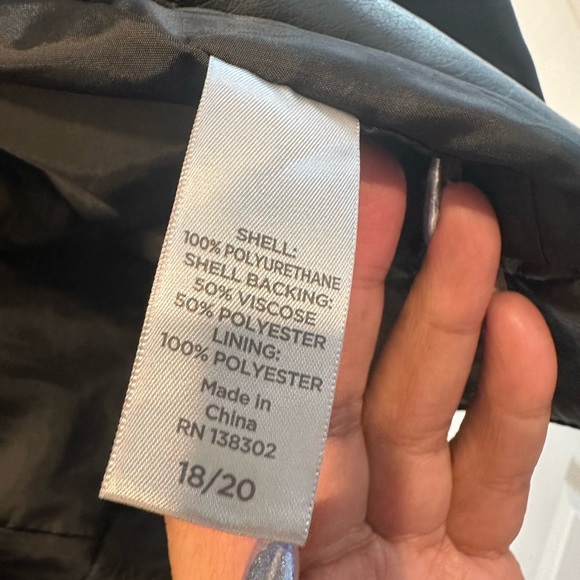 SHELL:
100% POLYURETHANE
SHELL BACKING:
50% VISCOSE
50% POLYESTER
LINING:
100% POLYESTER
Made in
China
RN 138302
18/20